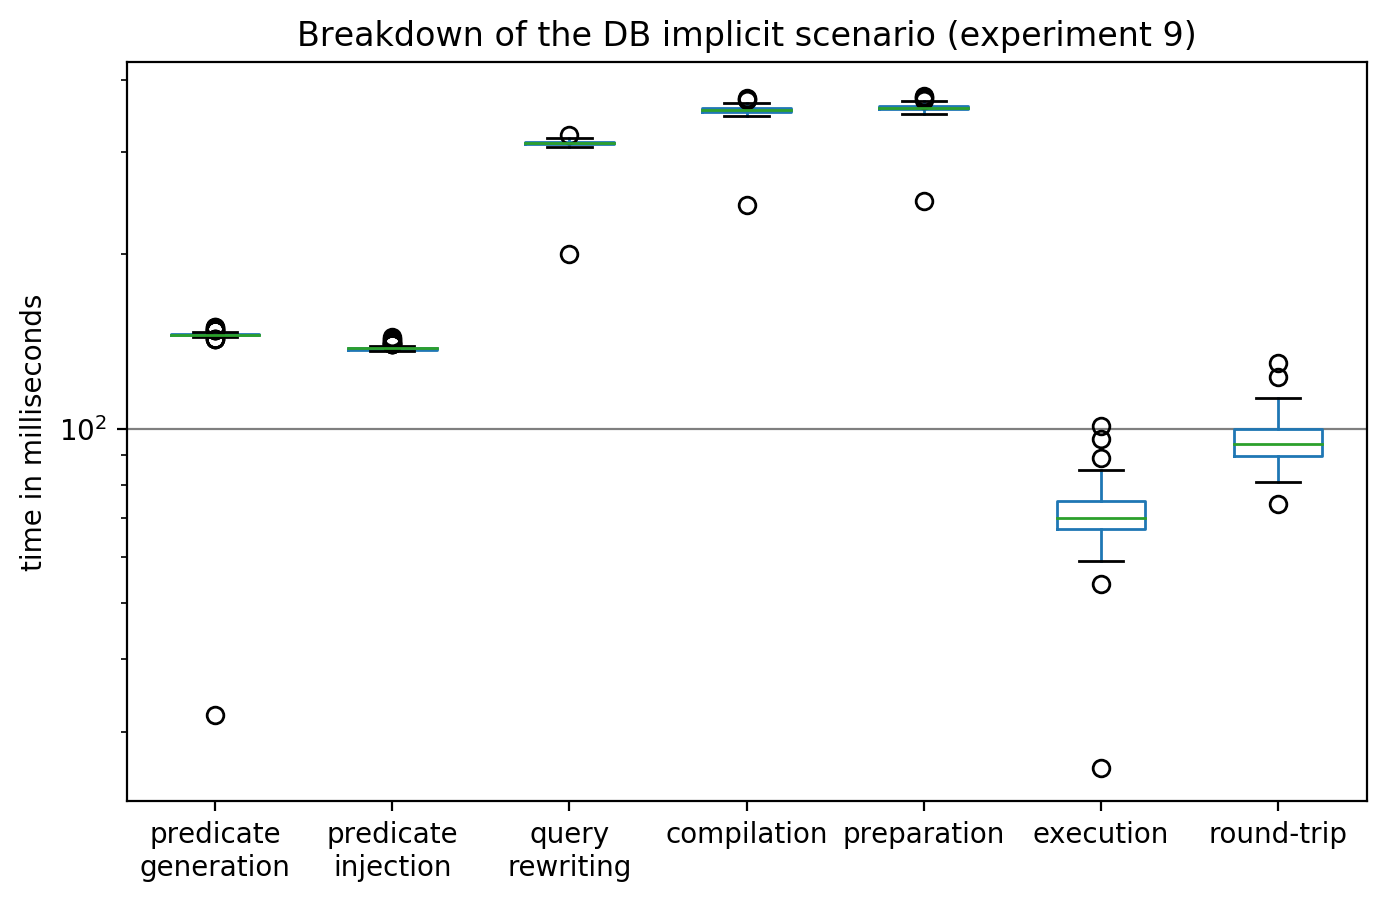 Breakdown of the DB implicit scenario (experiment 9)
time in milliseconds
10²
predicate generation
predicate injection
query rewriting
compilation
preparation
execution
round-trip